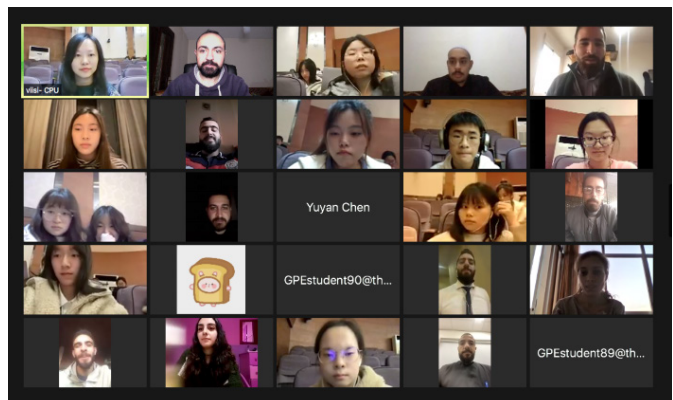 viisi- CPU
Yuyan Chen
GPEstudent90@th...
GPEstudent89@th...